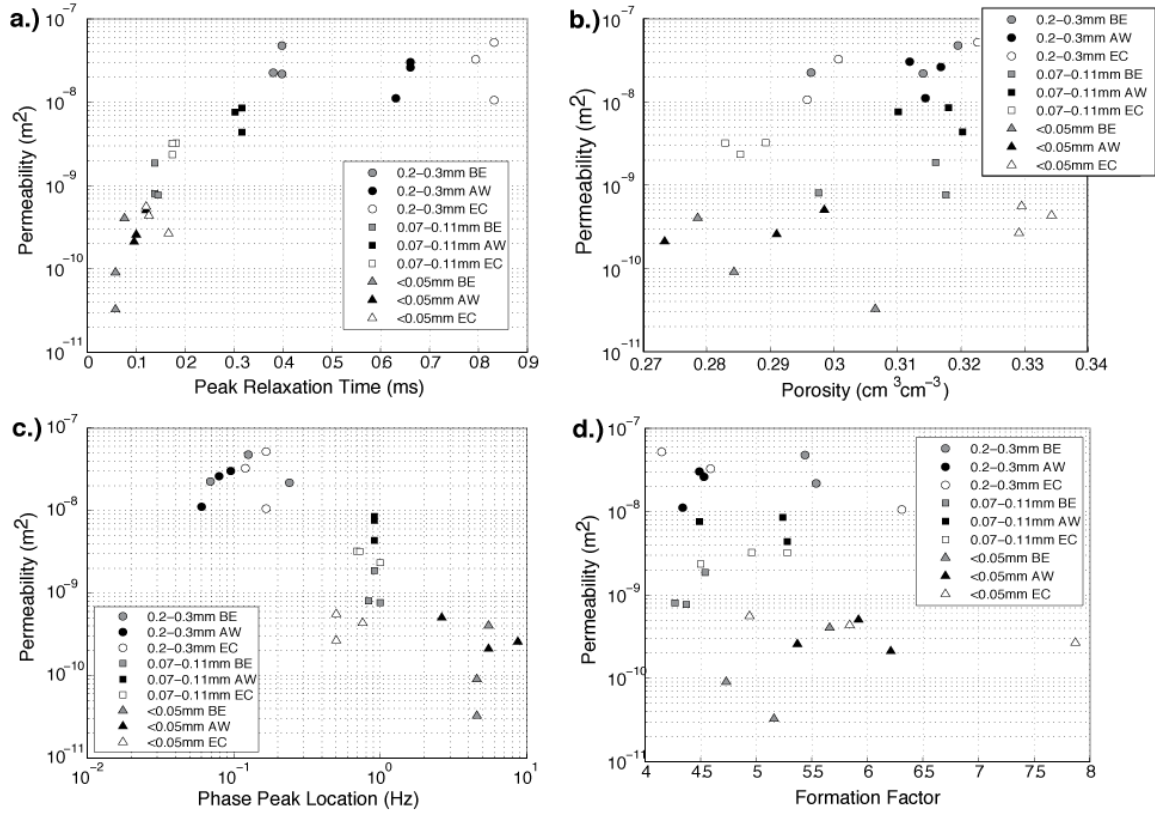 a.)
Permeability (m²)
10⁻⁷
10⁻⁸
10⁻⁹
10⁻¹⁰
10⁻¹¹
0 0.1 0.2 0.3 0.4 0.5 0.6 0.7 0.8 0.9
Peak Relaxation Time (ms)
0.2–0.3mm BE
0.2–0.3mm AW
0.2–0.3mm EC
0.07–0.11mm BE
0.07–0.11mm AW
0.07–0.11mm EC
<0.05mm BE
<0.05mm AW
<0.05mm EC
b.)
Permeability (m²)
10⁻⁷
10⁻⁸
10⁻⁹
10⁻¹⁰
10⁻¹¹
0.27 0.28 0.29 0.3 0.31 0.32 0.33 0.34
Porosity (cm³cm⁻³)
0.2–0.3mm BE
0.2–0.3mm AW
0.2–0.3mm EC
0.07–0.11mm BE
0.07–0.11mm AW
0.07–0.11mm EC
<0.05mm BE
<0.05mm AW
<0.05mm EC
c.)
Permeability (m²)
10⁻⁷
10⁻⁸
10⁻⁹
10⁻¹⁰
10⁻¹¹
10⁻² 10⁻¹ 10⁰ 10¹
Phase Peak Location (Hz)
0.2–0.3mm BE
0.2–0.3mm AW
0.2–0.3mm EC
0.07–0.11mm BE
0.07–0.11mm AW
0.07–0.11mm EC
<0.05mm BE
<0.05mm AW
<0.05mm EC
d.)
Permeability (m²)
10⁻⁷
10⁻⁸
10⁻⁹
10⁻¹⁰
10⁻¹¹
4 4.5 5 5.5 6 6.5 7 7.5 8
Formation Factor
0.2–0.3mm BE
0.2–0.3mm AW
0.2–0.3mm EC
0.07–0.11mm BE
0.07–0.11mm AW
0.07–0.11mm EC
<0.05mm BE
<0.05mm AW
<0.05mm EC